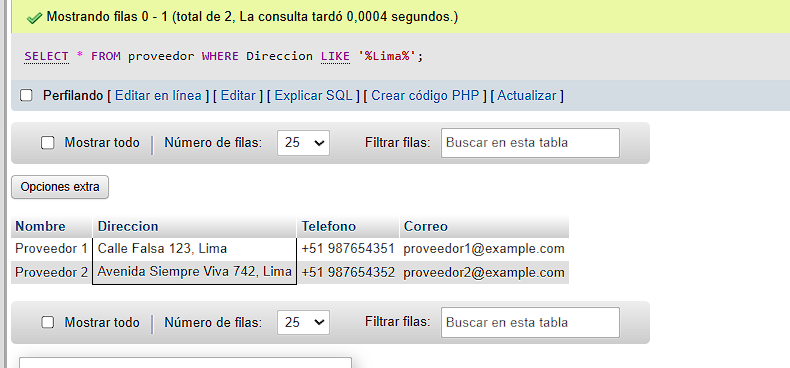 Mostrando filas 0 - 1 (total de 2, La consulta tardó 0,0004 segundos.)
SELECT * FROM proveedor WHERE Direccion LIKE '%Lima%';
Perfilando [ Editar en línea ] [ Editar ] [ Explicar SQL ] [ Crear código PHP ] [ Actualizar ]
Mostrar todo | Número de filas: 25 Filtrar filas: Buscar en esta tabla
Opciones extra
Nombre Direccion Telefono Correo
Proveedor 1 Calle Falsa 123, Lima +51 987654351 proveedor1@example.com
Proveedor 2 Avenida Siempre Viva 742, Lima +51 987654352 proveedor2@example.com
Mostrar todo | Número de filas: 25 Filtrar filas: Buscar en esta tabla